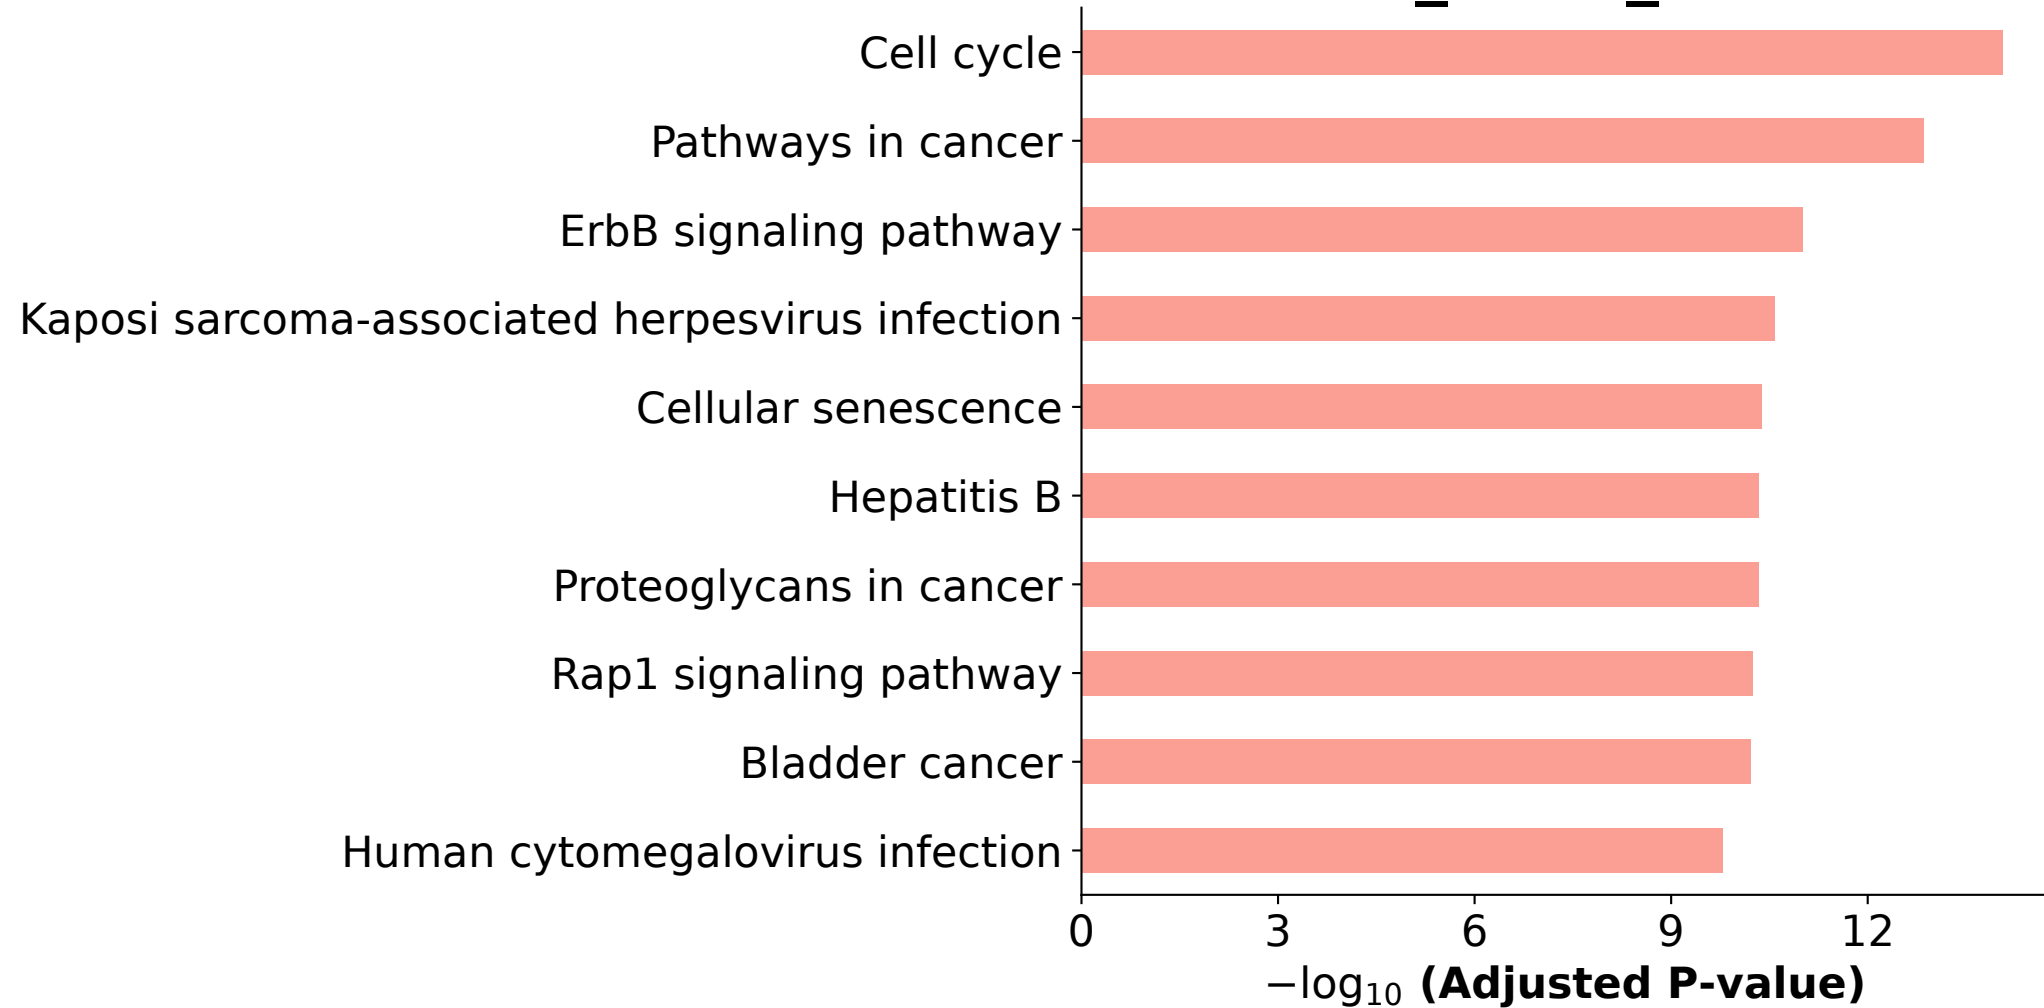 Cell cycle
Pathways in cancer
ErbB signaling pathway
Kaposi sarcoma-associated herpesvirus infection
Cellular senescence
Hepatitis B
Proteoglycans in cancer
Rap1 signaling pathway
Bladder cancer
Human cytomegalovirus infection
0 3 6 9 12
−log₁₀ (Adjusted P-value)